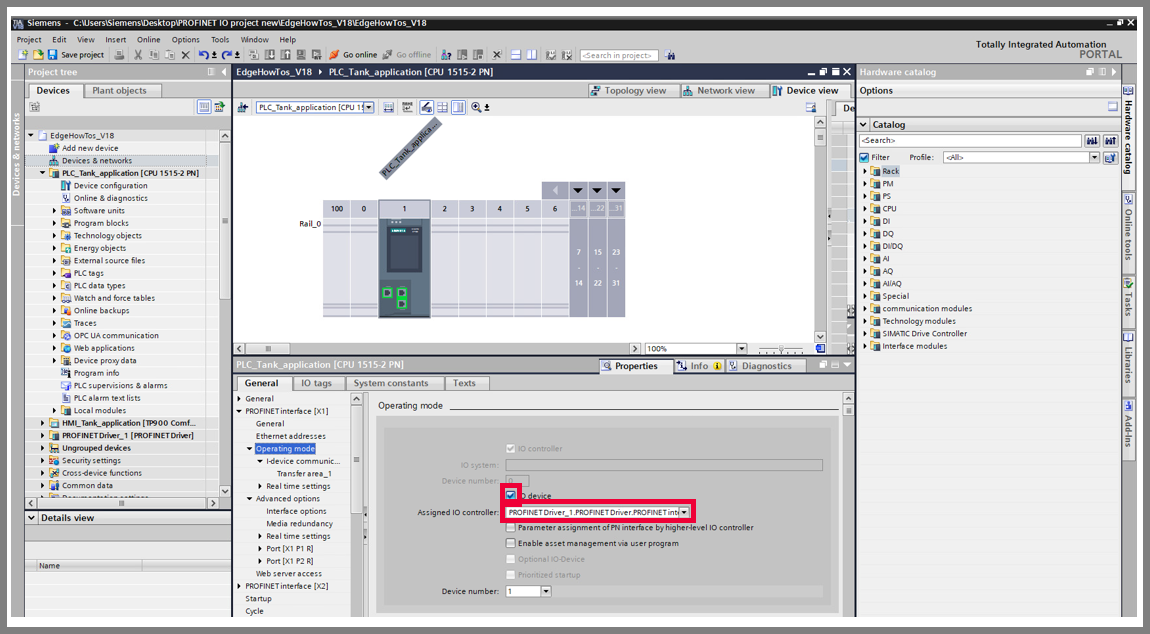 Siemens - C:\Users\Siemens\Desktop\PROFINET IO project new\EdgeHowTos_V18\EdgeHowTos_V18
Project Edit View Insert Online Options Tools Window Help
Totally Integrated Automation
PORTAL
Save project Go online Go offline <Search in project>
Project tree
Devices Plant objects
Devices & networks
EdgeHowTos_V18
Add new device
Devices & networks
PLC_Tank_application [CPU 1515-2 PN]
Device configuration
Online & diagnostics
Software units
Program blocks
Technology objects
Energy objects
External source files
PLC tags
PLC data types
Watch and force tables
Online backups
Traces
OPC UA communication
Web applications
Device proxy data
Program info
PLC supervisions & alarms
PLC alarm text lists
Local modules
HMI_Tank_application [TP900 Comf...
PROFINET Driver_1 [PROFINET Driver]
Ungrouped devices
Security settings
Cross-device functions
Common data
Documentation settings
Details view
Name
EdgeHowTos_V18 PLC_Tank_application [CPU 1515-2 PN]
Topology view Network view Device view
PLC_Tank_application [CPU 15 De
PLC_Tank_applica...
100 0 1 2 3 4 5 6 ...14 ...22 ...31
Rail_0
SIEMENS
7 15 23
- - -
14 22 31
100%
PLC_Tank_application [CPU 1515-2 PN]
Properties Info Diagnostics
General IO tags System constants Texts
General
PROFINET interface [X1]
General
Ethernet addresses
Operating mode
I-device communic...
Transfer area_1
Real time settings
Advanced options
Interface options
Media redundancy
Real time settings
Port [X1 P1 R]
Port [X1 P2 R]
Web server access
PROFINET interface [X2]
Startup
Cycle
Operating mode
IO controller
IO system:
Device number: 0
IO device
Assigned IO controller: PROFINET Driver_1.PROFINET Driver.PROFINET inte
Parameter assignment of PN interface by higher-level IO controller
Enable asset management via user program
Optional IO-Device
Prioritized startup
Device number: 1
Hardware catalog
Options
Catalog
<Search>
Filter Profile: <All>
Rack
PM
PS
CPU
DI
DQ
DI/DQ
AI
AQ
AI/AQ
Special
communication modules
Technology modules
SIMATIC Drive Controller
Interface modules
Hardware catalog
Online tools
Tasks
Libraries
Add-Ins